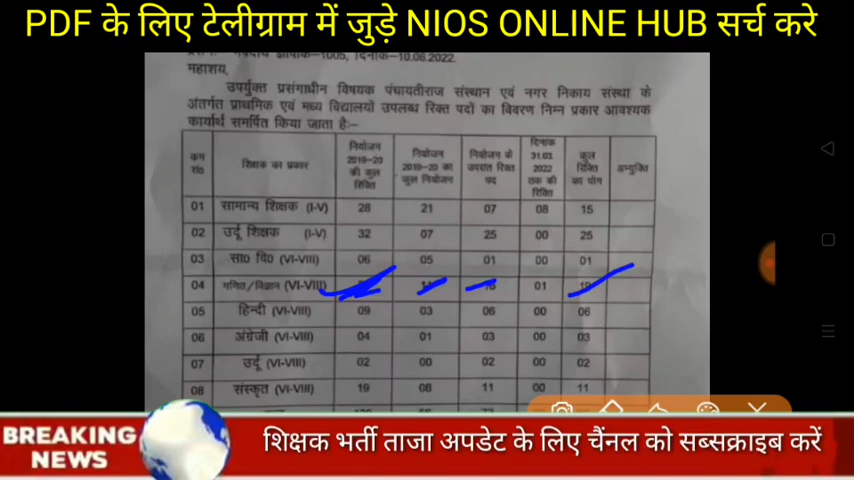 PDF के लिए टेलीग्राम में जुड़े NIOS ONLINE HUB सर्च करे
दिनांक-10.06.2022
महाशय,
उपर्युक्त प्रसंगाधीन विषयक पंचायतीराज संस्थान एवं नगर निकाय संस्था के
अंतर्गत प्राथमिक एवं मध्य विद्यालयों उपलब्ध रिक्त पदों का विवरण निम्न प्रकार आवश्यक
कार्यार्थ समर्पित किया जाता है:-
क्रम सं० शिक्षक का प्रकार नियोजन 2019-20 की कुल रिक्ति नियोजन 2019-20 का कुल नियोजन नियोजन के उपरांत रिक्त पद दिनांक 31.03. 2022 तक की रिक्ति कुल रिक्ति का योग अभ्युक्ति
01 सामान्य शिक्षक (I-V) 28 21 07 08 15
02 उर्दू शिक्षक (I-V) 32 07 25 00 25
03 सा0 वि0 (VI-VIII) 06 05 01 00 01
04 गणित/विज्ञान (VI-VIII) 01
05 हिन्दी (VI-VIII) 09 03 06 00 06
06 अंग्रेजी (VI-VIII) 04 01 03 00 03
07 उर्दू (VI-VIII) 02 00 02 00 02
08 संस्कृत (VI-VIII) 19 08 11 00 11
BREAKING
NEWS
शिक्षक भर्ती ताजा अपडेट के लिए चैंनल को सब्सक्राइब करें